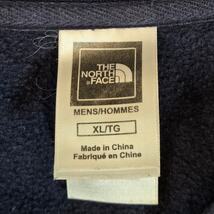 THE
NORTH
FACE
MENS/HOMMES
XL/TG
Made in China
Fabriqué en Chine